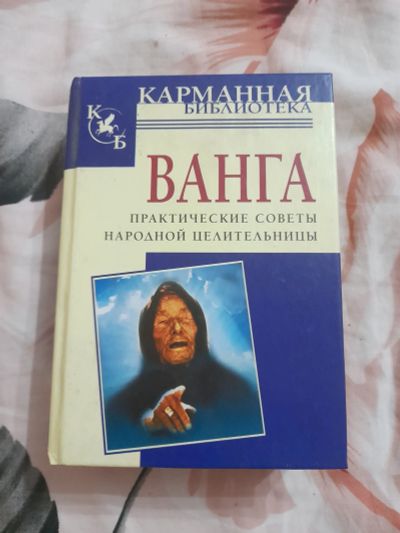 КАРМАННАЯ
БИБЛИОТЕКА
К
Б
ВАНГА
ПРАКТИЧЕСКИЕ СОВЕТЫ
НАРОДНОЙ ЦЕЛИТЕЛЬНИЦЫ